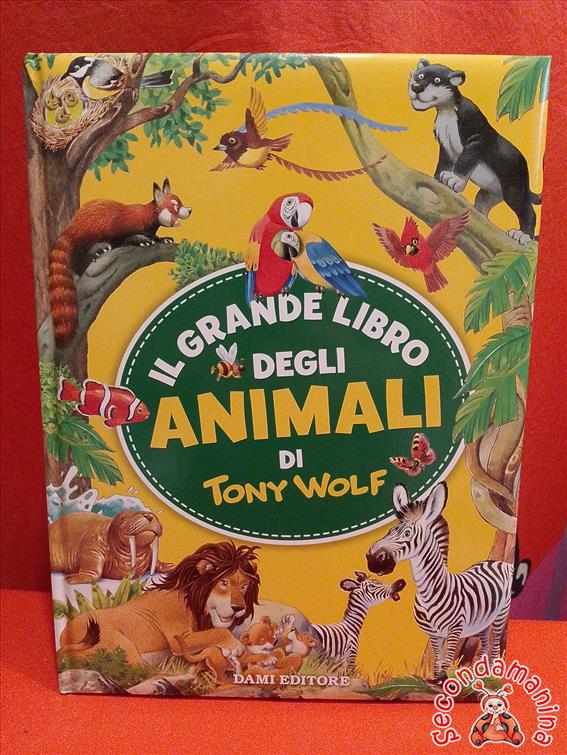 IL GRANDE LIBRO
DEGLI
ANIMALI
DI
TONY WOLF
DAMI EDITORE
secondamanina